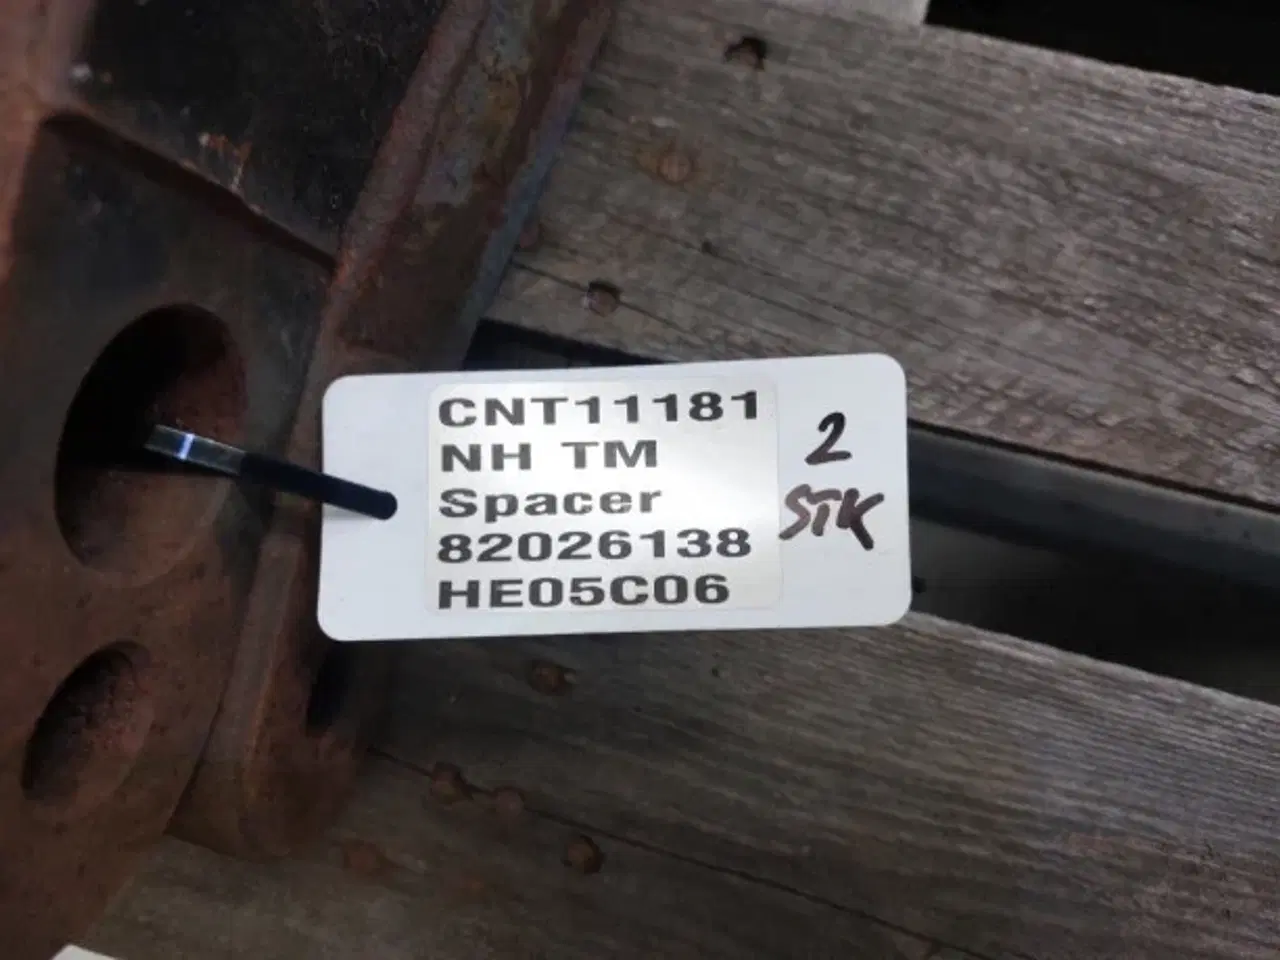 CNT11181
NH TM
Spacer
82026138
HE05C06
2
STK